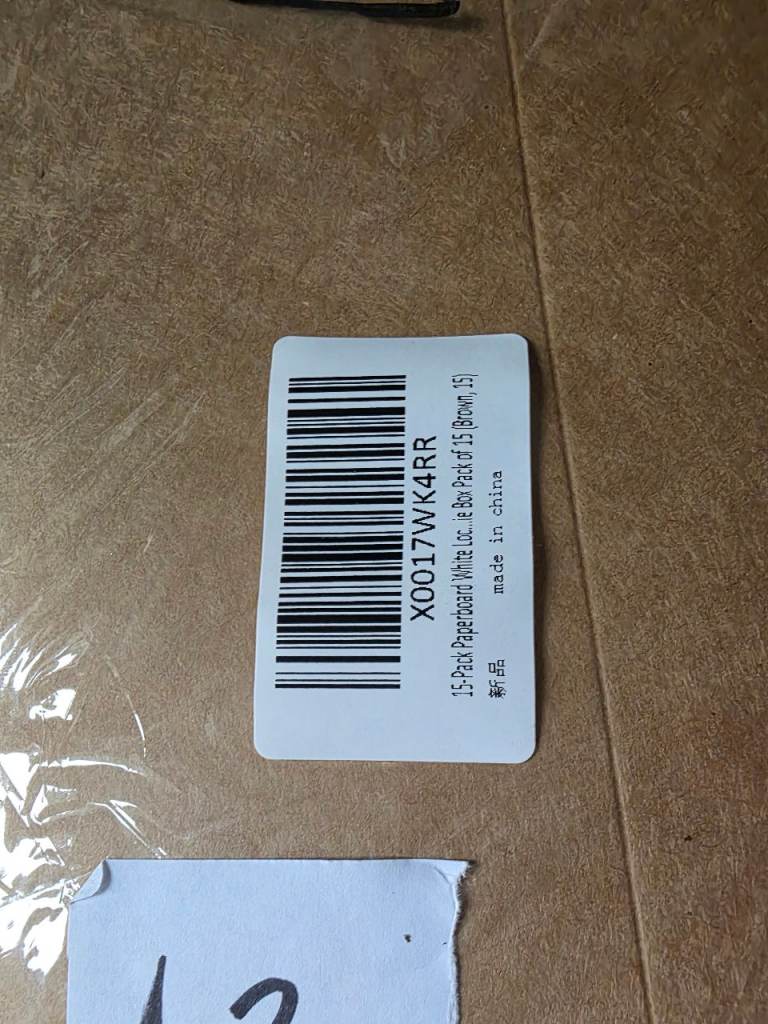 X0017WK4RR
15-Pack Paperboard White Loc...ie Box Pack of 15 (Brown, 15)
新品 made in china